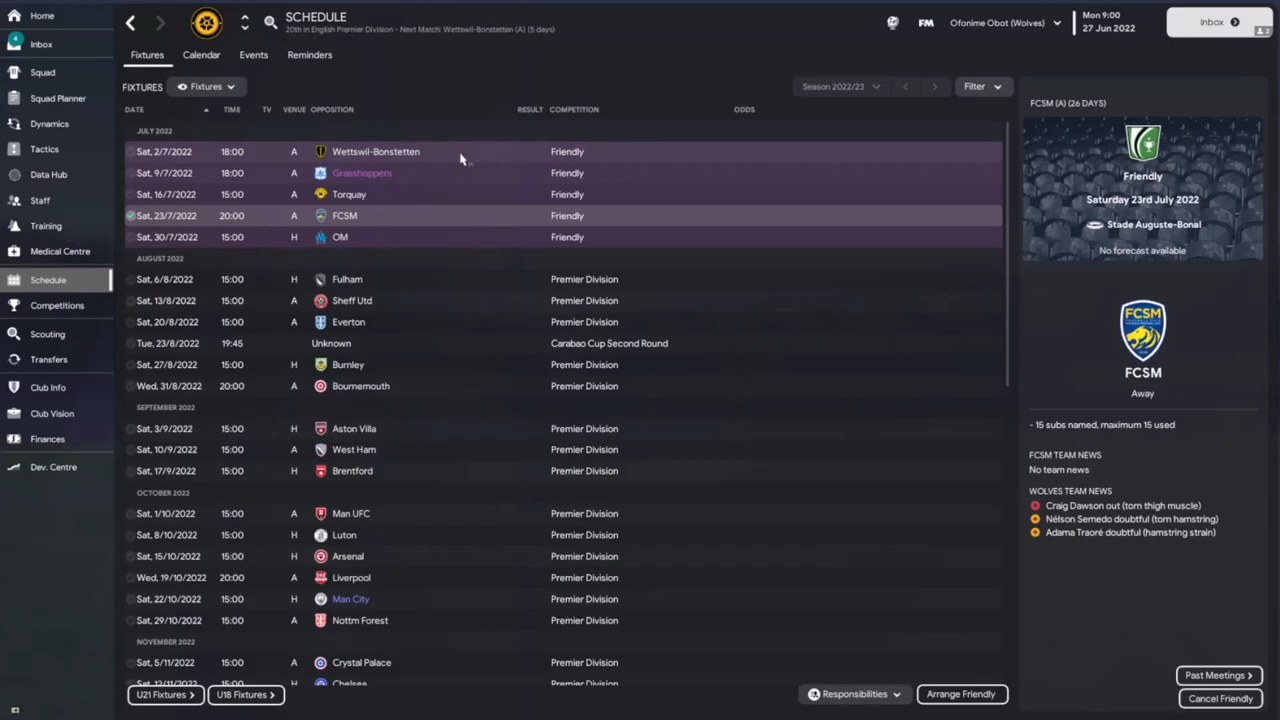 Home
SCHEDULE
20th in English Premier Division - Next Match: Wettswil-Bonstetten (A) (5 days)
FM
Ofonime Obot (Wolves)
Mon 9:00
27 Jun 2022
Inbox
2
4
Inbox
Squad
Squad Planner
Dynamics
Tactics
Data Hub
Staff
Training
Medical Centre
Schedule
Competitions
Scouting
Transfers
Club Info
Club Vision
Finances
Dev. Centre
Fixtures Calendar Events Reminders
FIXTURES Fixtures Season 2022/23 Filter
DATE TIME TV VENUE OPPOSITION RESULT COMPETITION ODDS
JULY 2022
Sat, 2/7/2022 18:00 A Wettswil-Bonstetten Friendly
Sat, 9/7/2022 18:00 A Grasshoppers Friendly
Sat, 16/7/2022 15:00 A Torquay Friendly
Sat, 23/7/2022 20:00 A FCSM Friendly
Sat, 30/7/2022 15:00 H OM Friendly
AUGUST 2022
Sat, 6/8/2022 15:00 H Fulham Premier Division
Sat, 13/8/2022 15:00 A Sheff Utd Premier Division
Sat, 20/8/2022 15:00 A Everton Premier Division
Tue, 23/8/2022 19:45 Unknown Carabao Cup Second Round
Sat, 27/8/2022 15:00 H Burnley Premier Division
Wed, 31/8/2022 20:00 A Bournemouth Premier Division
SEPTEMBER 2022
Sat, 3/9/2022 15:00 H Aston Villa Premier Division
Sat, 10/9/2022 15:00 A West Ham Premier Division
Sat, 17/9/2022 15:00 H Brentford Premier Division
OCTOBER 2022
Sat, 1/10/2022 15:00 A Man UFC Premier Division
Sat, 8/10/2022 15:00 H Luton Premier Division
Sat, 15/10/2022 15:00 H Arsenal Premier Division
Wed, 19/10/2022 20:00 A Liverpool Premier Division
Sat, 22/10/2022 15:00 H Man City Premier Division
Sat, 29/10/2022 15:00 A Nottm Forest Premier Division
NOVEMBER 2022
Sat, 5/11/2022 15:00 A Crystal Palace Premier Division
Sat, 12/11/2022 15:00 H Chelsea Premier Division
U21 Fixtures U18 Fixtures Responsibilities Arrange Friendly
FCSM (A) (26 DAYS)
Friendly
Saturday 23rd July 2022
Stade Auguste-Bonal
No forecast available
FCSM
FCSM
Away
- 15 subs named, maximum 15 used
FCSM TEAM NEWS
No team news
WOLVES TEAM NEWS
Craig Dawson out (torn thigh muscle)
Nélson Semedo doubtful (torn hamstring)
Adama Traoré doubtful (hamstring strain)
Past Meetings
Cancel Friendly